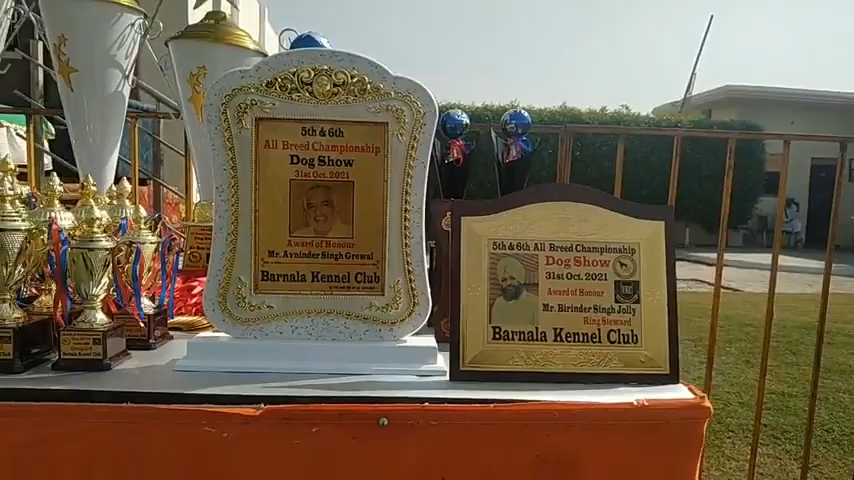 5th & 6th
All Breed Championship
Dog Show
31st Oct. 2021
Award of Honour
Mr. Avninder Singh Grewal
Barnala Kennel Club
5th & 6th All Breed Championship
Dog Show
31st Oct. 2021
Award of Honour
Mr. Birinder Singh Jolly
Ring Steward
Barnala Kennel Club